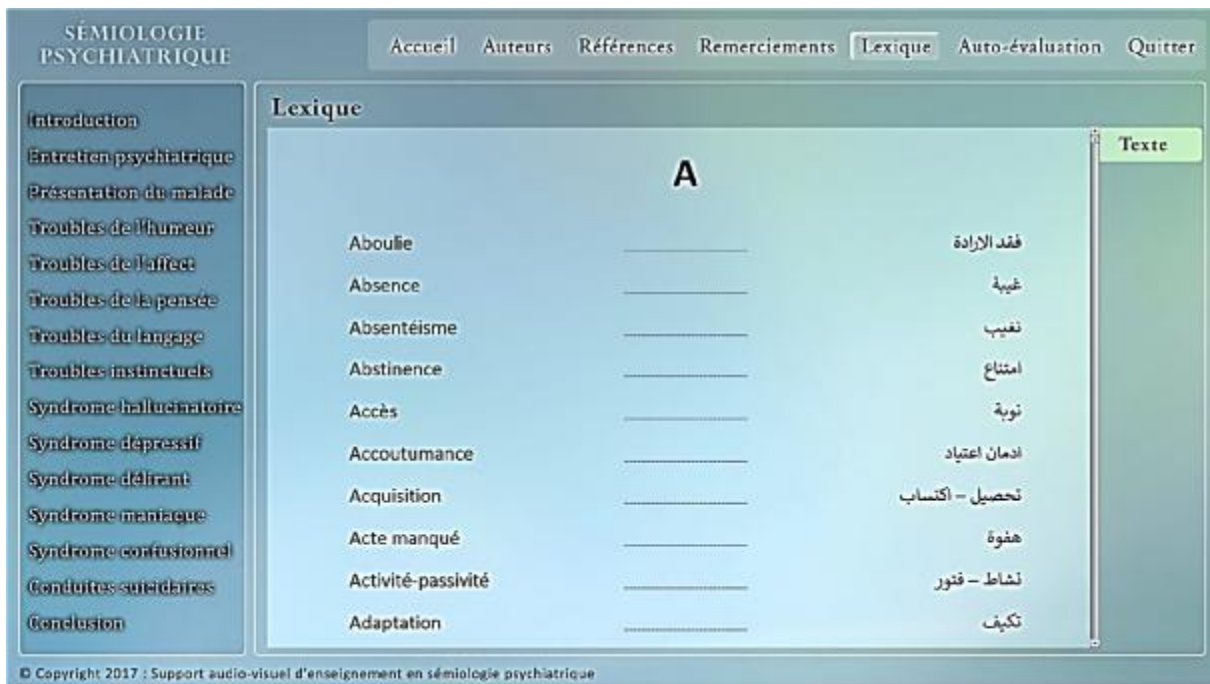 SÉMIOLOGIE
PSYCHIATRIQUE
Accueil Auteurs Références Remerciements Lexique Auto-évaluation Quitter
Introduction
Entretien psychiatrique
Présentation du malade
Troubles de l'humeur
Troubles de l'affect
Troubles de la pensée
Troubles du langage
Troubles instinctuels
Syndrome hallucinatoire
Syndrome dépressif
Syndrome délirant
Syndrome maniaque
Syndrome confusionnel
Conduites suicidaires
Conclusion
Lexique
Texte
A
Aboulie فقد الارادة
Absence غيبة
Absentéisme تغيب
Abstinence امتناع
Accès نوبة
Accoutumance ادمان اعتياد
Acquisition تحصيل – اكتساب
Acte manqué هفوة
Activité-passivité نشاط – فتور
Adaptation تكيف
© Copyright 2017 : Support audio-visuel d'enseignement en sémiologie psychiatrique